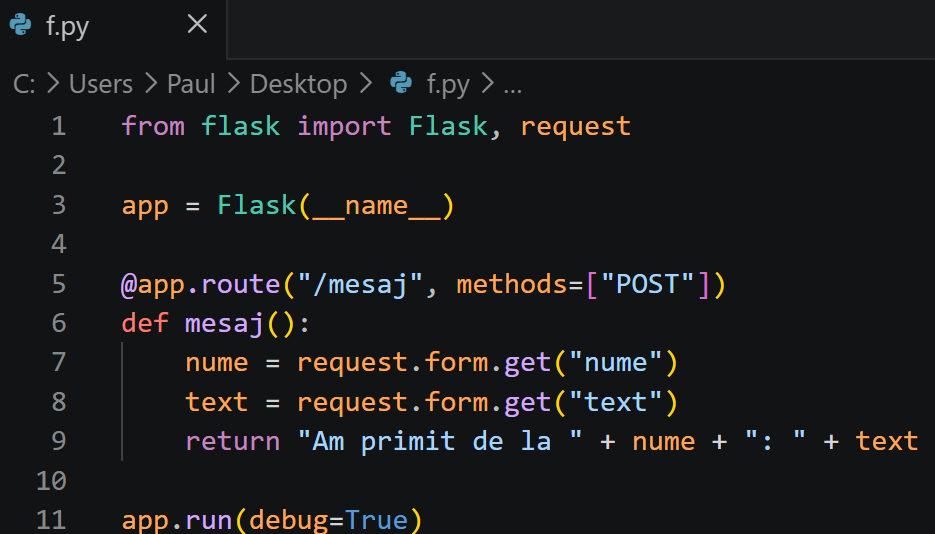 f.py
C: > Users > Paul > Desktop > f.py > ...
1 from flask import Flask, request
2
3 app = Flask(__name__)
4
5 @app.route("/mesaj", methods=["POST"])
6 def mesaj():
7     nume = request.form.get("nume")
8     text = request.form.get("text")
9     return "Am primit de la " + nume + ": " + text
10
11 app.run(debug=True)